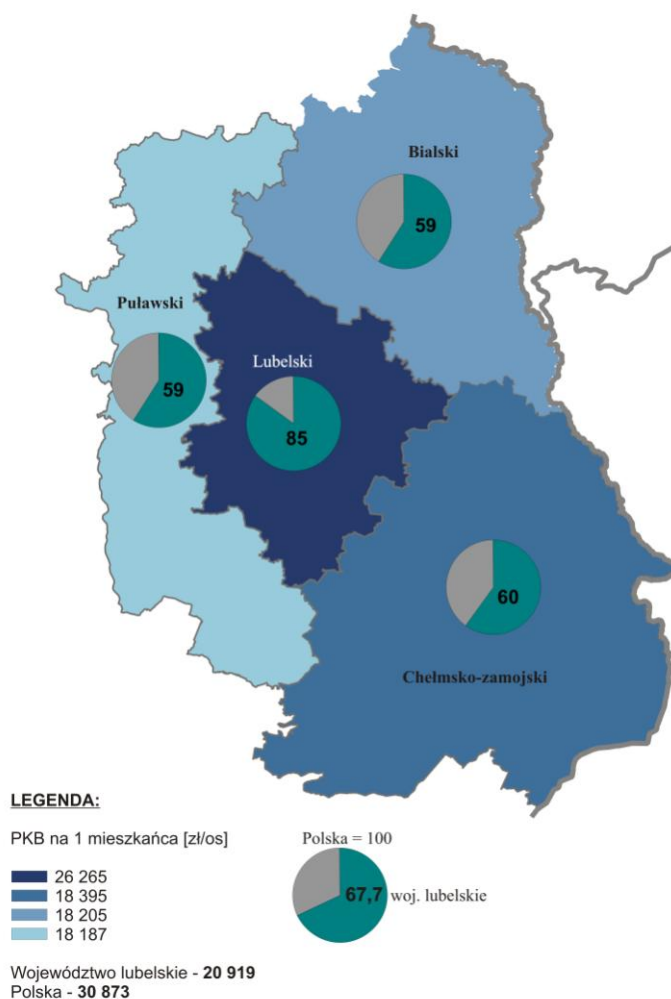 Bialski
59
Puławski
59
Lubelski
85
60
Chełmsko-zamojski
LEGENDA:
PKB na 1 mieszkańca [zł/os]
26 265
18 395
18 205
18 187
Polska = 100
67,7 woj. lubelskie
Województwo lubelskie - 20 919
Polska - 30 873